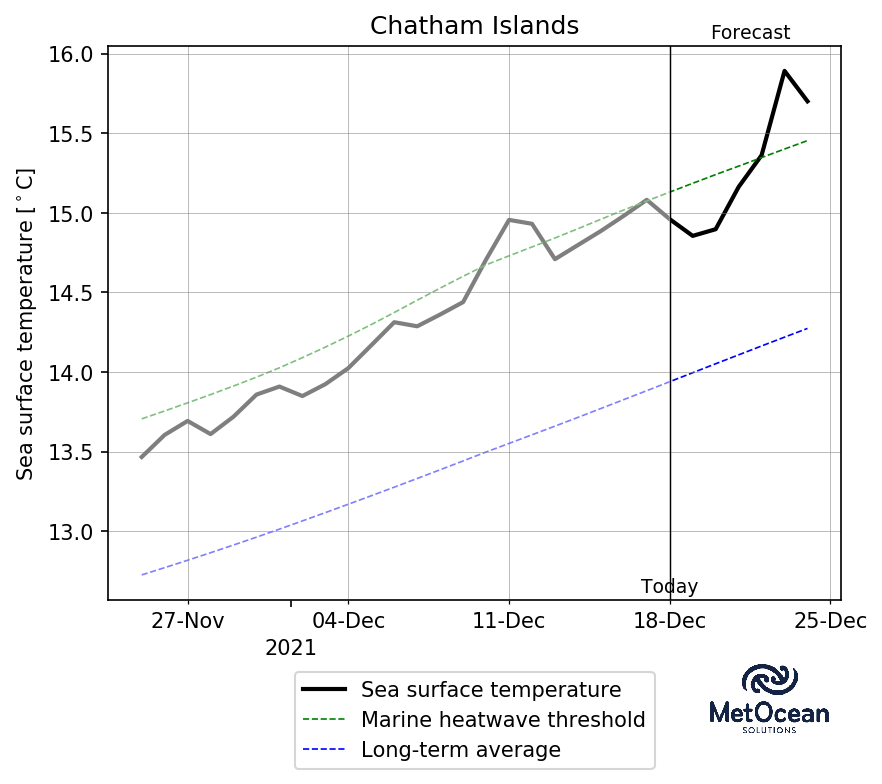 Chatham Islands
Forecast
Sea surface temperature [°C]
16.0
15.5
15.0
14.5
14.0
13.5
13.0
Today
27-Nov 04-Dec 11-Dec 18-Dec 25-Dec
2021
Sea surface temperature
Marine heatwave threshold
Long-term average
MetOcean
SOLUTIONS